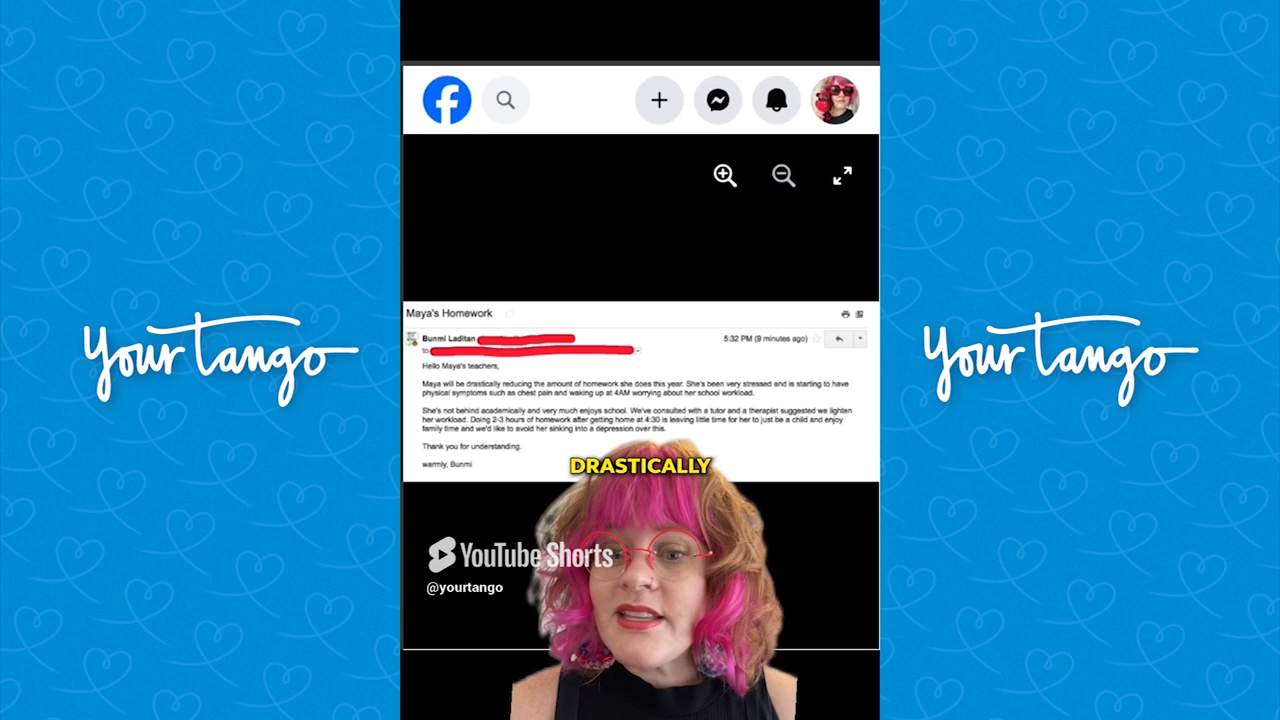 Maya's Homework
Bunmi Laditan
5:32 PM (9 minutes ago)
to
Hello Maya's teachers,
Maya will be drastically reducing the amount of homework she does this year. She's been very stressed and is starting to have
physical symptoms such as chest pain and waking up at 4AM worrying about her school workload.
She's not behind academically and very much enjoys school. We've consulted with a tutor and a therapist suggested we lighten
her workload. Doing 2-3 hours of homework after getting home at 4:30 is leaving little time for her to just be a child and enjoy
family time and we'd like to avoid her sinking into a depression over this.
Thank you for understanding.
warmly, Bunmi
DRASTICALLY
YouTube Shorts
@yourtango
your tango
your tango